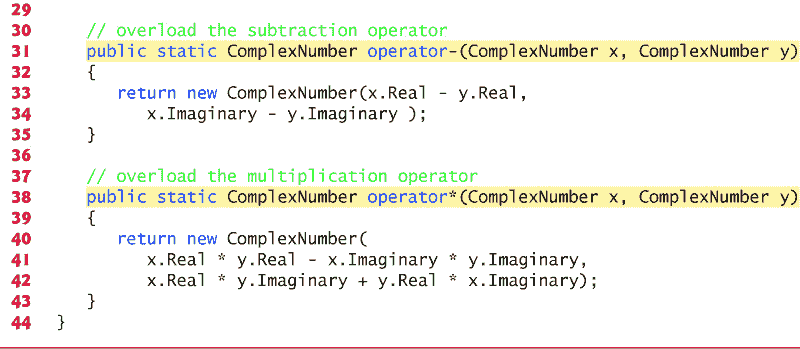 29
30 // overload the subtraction operator
31 public static ComplexNumber operator-(ComplexNumber x, ComplexNumber y)
32 {
33 return new ComplexNumber(x.Real - y.Real,
34 x.Imaginary - y.Imaginary );
35 }
36
37 // overload the multiplication operator
38 public static ComplexNumber operator*(ComplexNumber x, ComplexNumber y)
39 {
40 return new ComplexNumber(
41 x.Real * y.Real - x.Imaginary * y.Imaginary,
42 x.Real * y.Imaginary + y.Real * x.Imaginary);
43 }
44 }